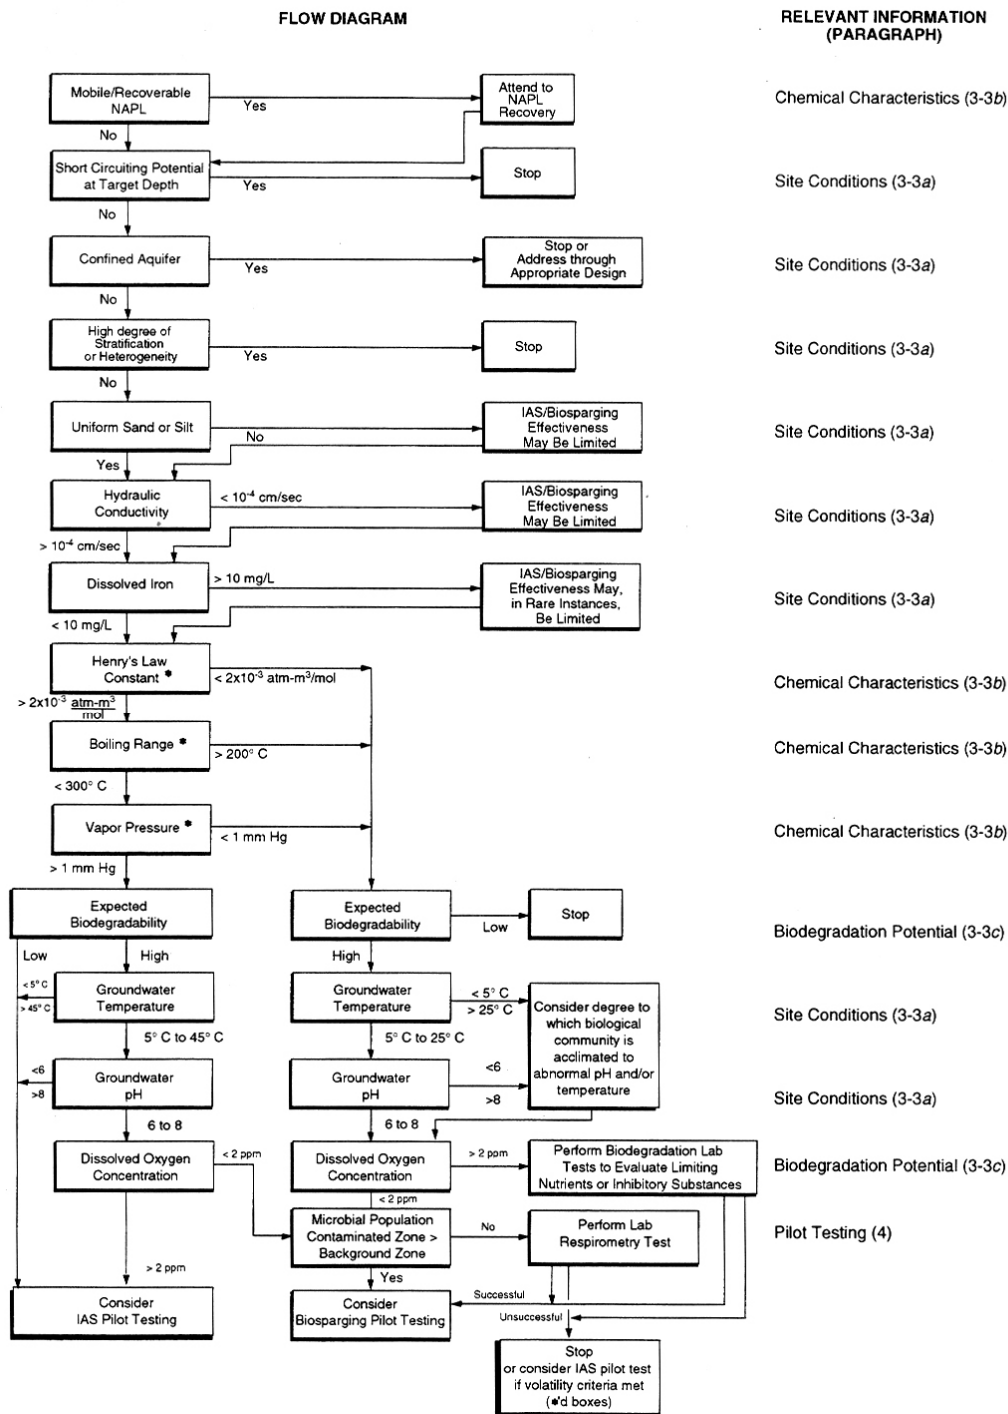 FLOW DIAGRAM
RELEVANT INFORMATION
(PARAGRAPH)
Mobile/Recoverable
NAPL
Yes
Attend to
NAPL
Recovery
Chemical Characteristics (3-3b)
No
Short Circuiting Potential
at Target Depth
Yes
Stop
Site Conditions (3-3a)
No
Confined Aquifer
Yes
Stop or
Address through
Appropriate Design
Site Conditions (3-3a)
No
High degree of
Stratification
or Heterogeneity
Yes
Stop
Site Conditions (3-3a)
No
Uniform Sand or Silt
No
IAS/Biosparging
Effectiveness
May Be Limited
Site Conditions (3-3a)
Yes
Hydraulic
Conductivity
< 10⁻⁴ cm/sec
IAS/Biosparging
Effectiveness
May Be Limited
Site Conditions (3-3a)
> 10⁻⁴ cm/sec
Dissolved Iron
> 10 mg/L
IAS/Biosparging
Effectiveness May,
in Rare Instances,
Be Limited
Site Conditions (3-3a)
< 10 mg/L
Henry's Law
Constant *
< 2x10⁻³ atm-m³/mol
Chemical Characteristics (3-3b)
> 2x10⁻³ atm-m³
mol
Boiling Range *
> 200° C
Chemical Characteristics (3-3b)
< 300° C
Vapor Pressure *
< 1 mm Hg
Chemical Characteristics (3-3b)
> 1 mm Hg
Expected
Biodegradability
Expected
Biodegradability
Low
Stop
Biodegradation Potential (3-3c)
Low
High
High
< 5° C
> 45° C
Groundwater
Temperature
Groundwater
Temperature
< 5° C
> 25° C
Consider degree to
which biological
community is
acclimated to
abnormal pH and/or
temperature
Site Conditions (3-3a)
5° C to 45° C
5° C to 25° C
<6
>8
Groundwater
pH
Groundwater
pH
<6
>8
Site Conditions (3-3a)
6 to 8
6 to 8
Dissolved Oxygen
Concentration
< 2 ppm
Dissolved Oxygen
Concentration
> 2 ppm
Perform Biodegradation Lab
Tests to Evaluate Limiting
Nutrients or Inhibitory Substances
Biodegradation Potential (3-3c)
< 2 ppm
Microbial Population
Contaminated Zone >
Background Zone
No
Perform Lab
Respirometry Test
Pilot Testing (4)
> 2 ppm
Yes
Consider
IAS Pilot Testing
Consider
Biosparging Pilot Testing
Successful
Unsuccessful
Stop
or consider IAS pilot test
if volatility criteria met
(*'d boxes)